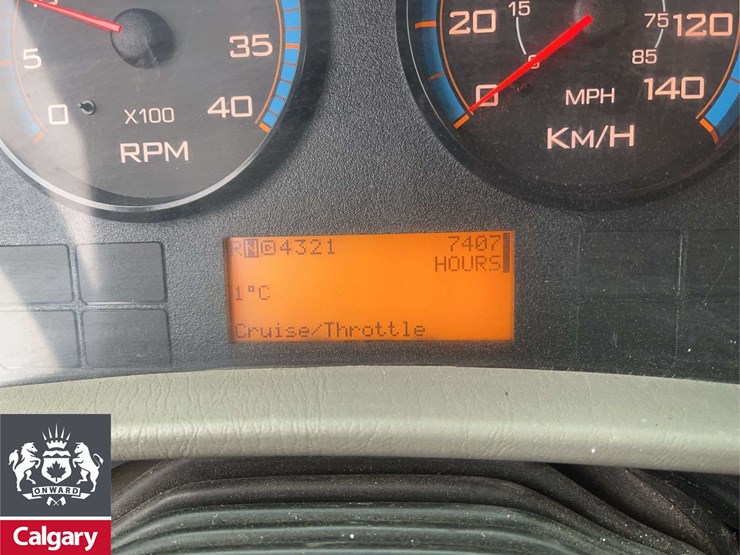 5
0
35
40
X100
RPM
20
15
0
75
120
85
140
MPH
KM/H
RND4321
7407
HOURS
1°C
Cruise/Throttle
ONWARD
Calgary